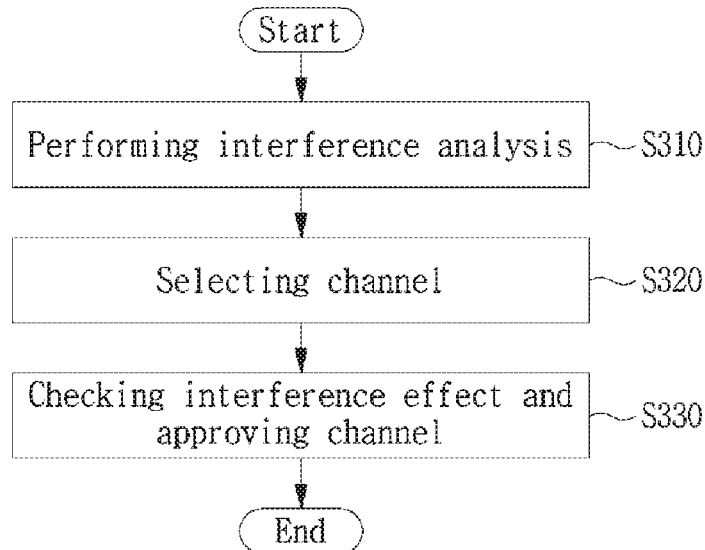 Start
Performing interference analysis
S310
Selecting channel
S320
Checking interference effect and
approving channel
S330
End